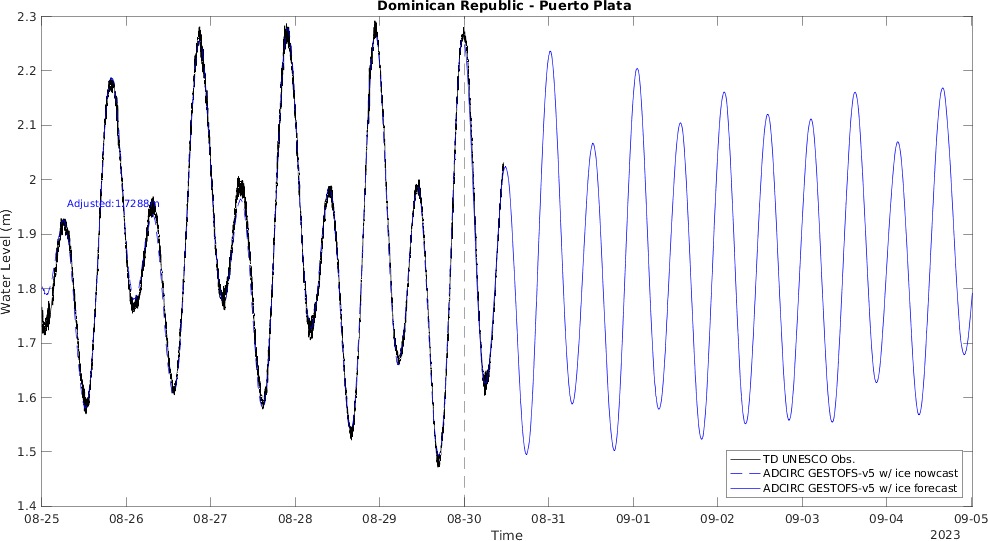 Dominican Republic - Puerto Plata
2.3
2.2
2.1
2
1.9
1.8
1.7
1.6
1.5
1.4
Water Level (m)
Adjusted:1.7288m
TD UNESCO Obs.
ADCIRC GESTOFS-v5 w/ ice nowcast
ADCIRC GESTOFS-v5 w/ ice forecast
08-25 08-26 08-27 08-28 08-29 08-30 08-31 09-01 09-02 09-03 09-04 09-05
Time
2023